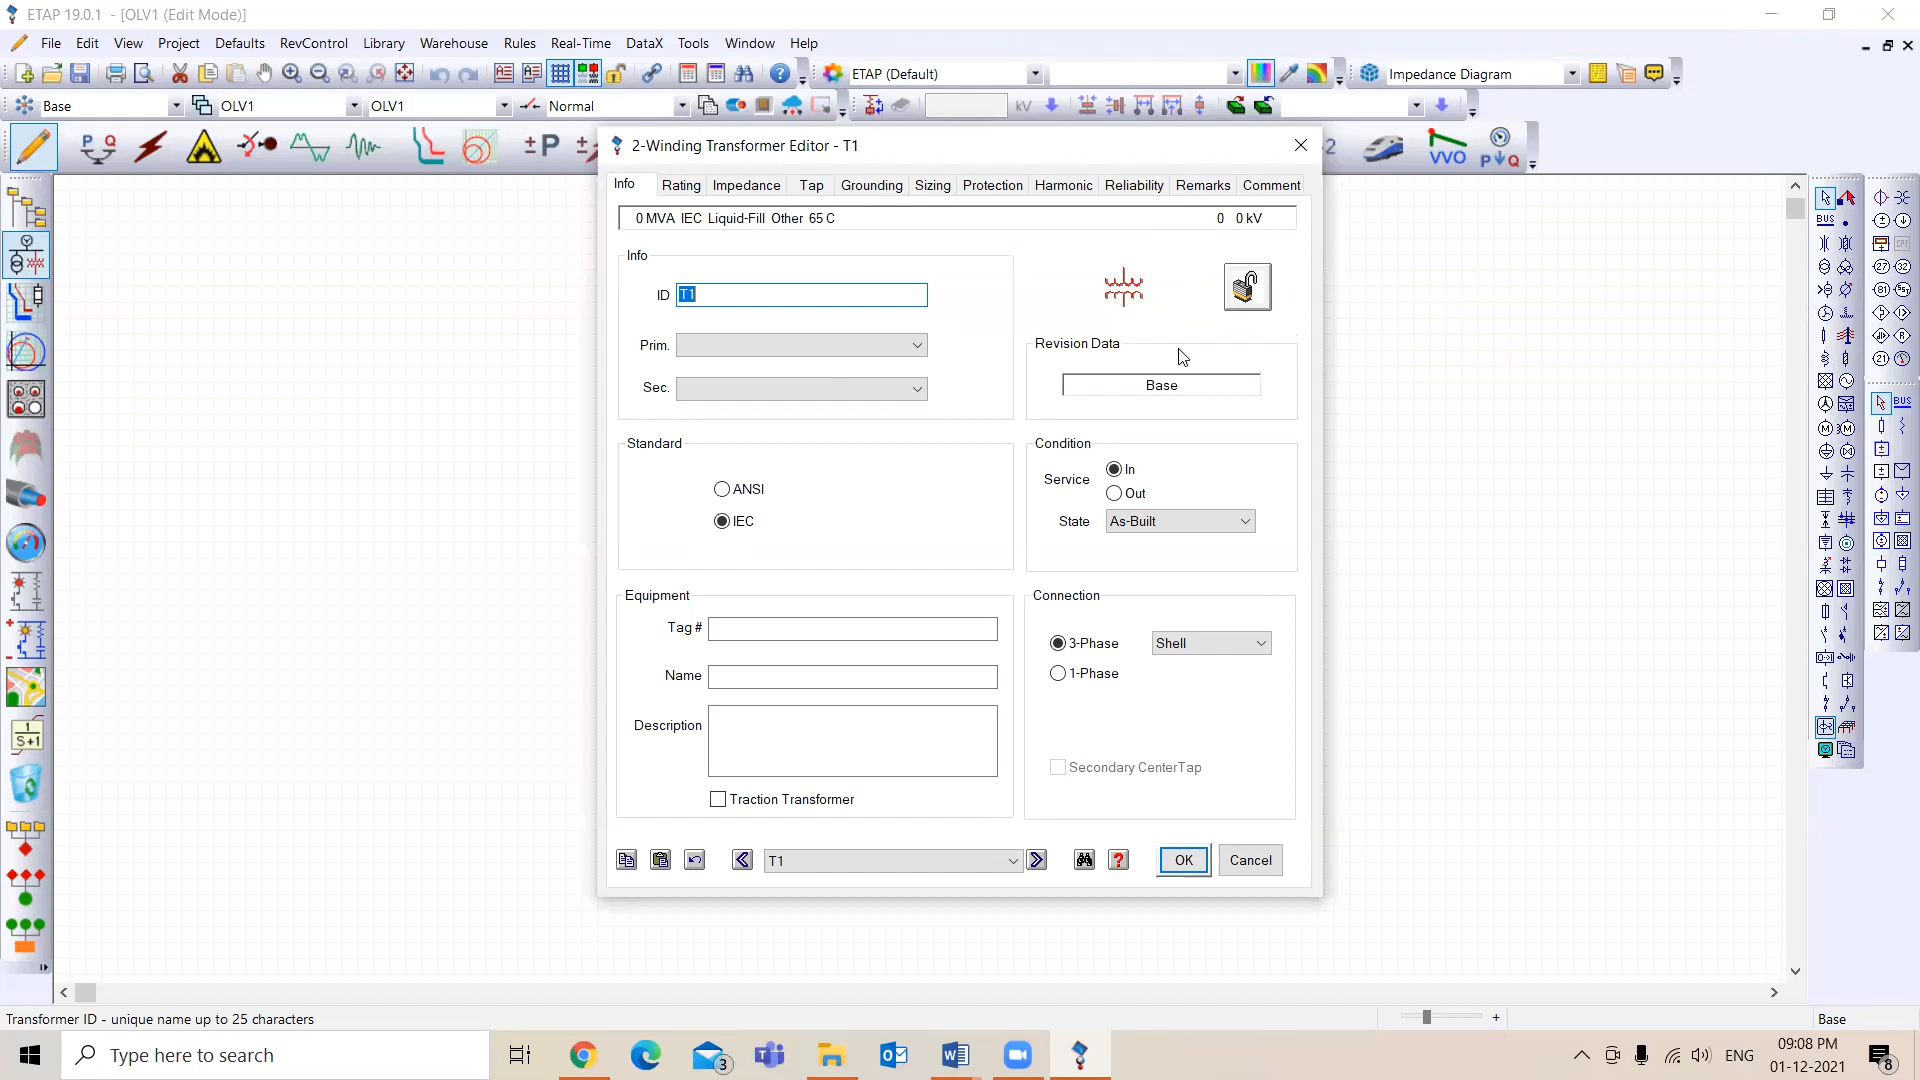 ETAP 19.0.1 - [OLV1 (Edit Mode)]
File Edit View Project Defaults RevControl Library Warehouse Rules Real-Time DataX Tools Window Help
ETAP (Default) Impedance Diagram
Base OLV1 OLV1 Normal kV
2-Winding Transformer Editor - T1
Info Rating Impedance Tap Grounding Sizing Protection Harmonic Reliability Remarks Comment
0 MVA IEC Liquid-Fill Other 65 C 0 0 kV
Info
ID T1
Prim.
Sec.
Revision Data
Base
Standard
ANSI
IEC
Condition
Service In
Out
State As-Built
Equipment
Tag #
Name
Description
Traction Transformer
Connection
3-Phase Shell
1-Phase
Secondary CenterTap
T1
OK Cancel
VVO
BUS
BUS
Transformer ID - unique name up to 25 characters
Base
Type here to search
3
ENG
09:08 PM
01-12-2021
8